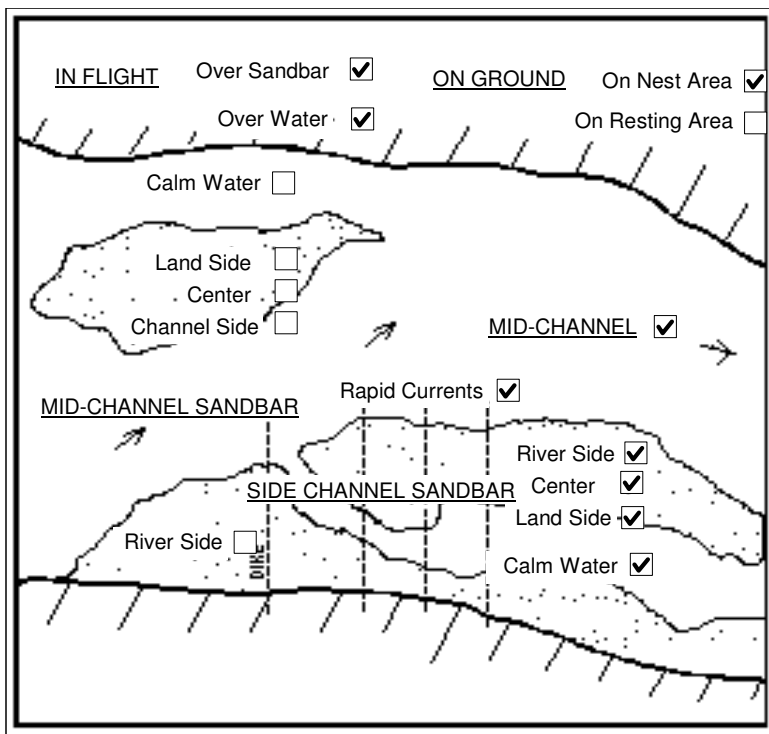 IN FLIGHT Over Sandbar ON GROUND On Nest Area
Over Water On Resting Area
Calm Water
Land Side
Center
Channel Side
MID-CHANNEL
Rapid Currents
MID-CHANNEL SANDBAR
River Side
SIDE CHANNEL SANDBAR Center
Land Side
River Side
DIKE
Calm Water